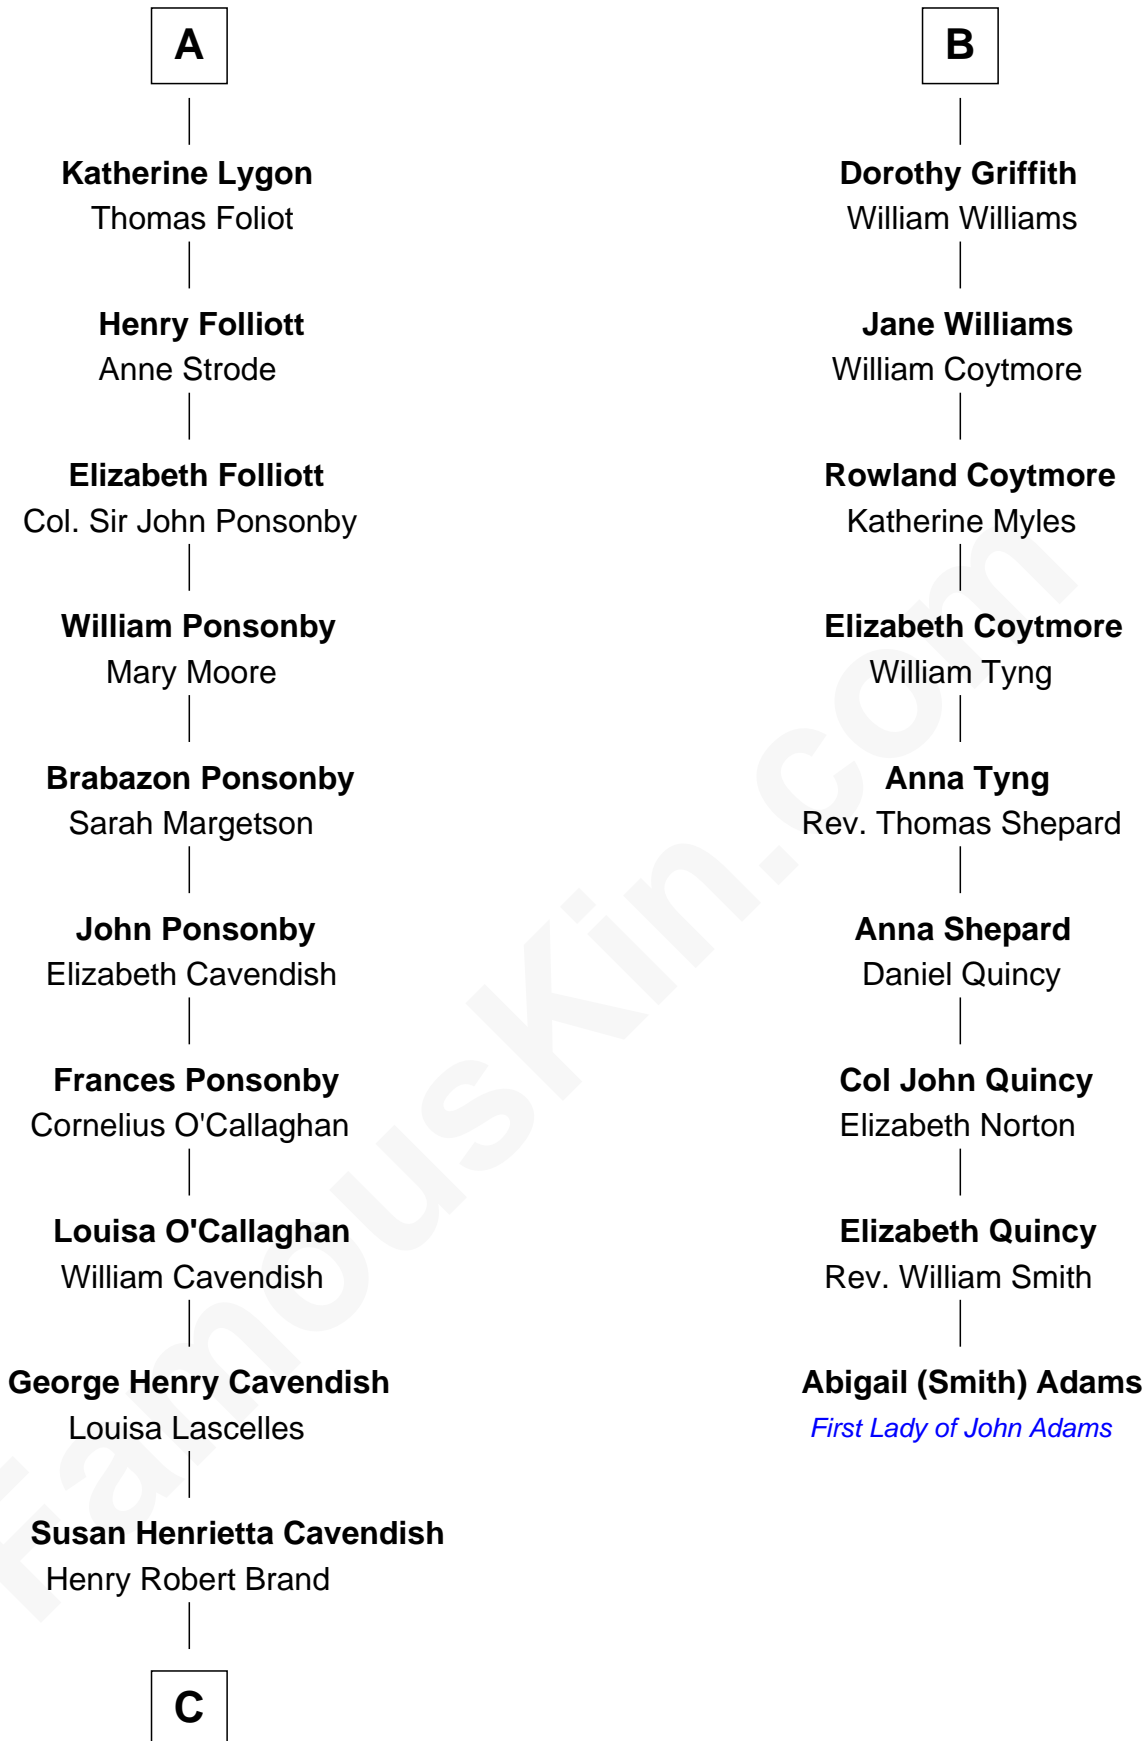 A
Katherine Lygon
Thomas Foliot
Henry Folliott
Anne Strode
Elizabeth Folliott
Col. Sir John Ponsonby
William Ponsonby
Mary Moore
Brabazon Ponsonby
Sarah Margetson
John Ponsonby
Elizabeth Cavendish
Frances Ponsonby
Cornelius O'Callaghan
Louisa O'Callaghan
William Cavendish
George Henry Cavendish
Louisa Lascelles
Susan Henrietta Cavendish
Henry Robert Brand
C
B
Dorothy Griffith
William Williams
Jane Williams
William Coytmore
Rowland Coytmore
Katherine Myles
Elizabeth Coytmore
William Tyng
Anna Tyng
Rev. Thomas Shepard
Anna Shepard
Daniel Quincy
Col John Quincy
Elizabeth Norton
Elizabeth Quincy
Rev. William Smith
Abigail (Smith) Adams
First Lady of John Adams
FamousKin.com